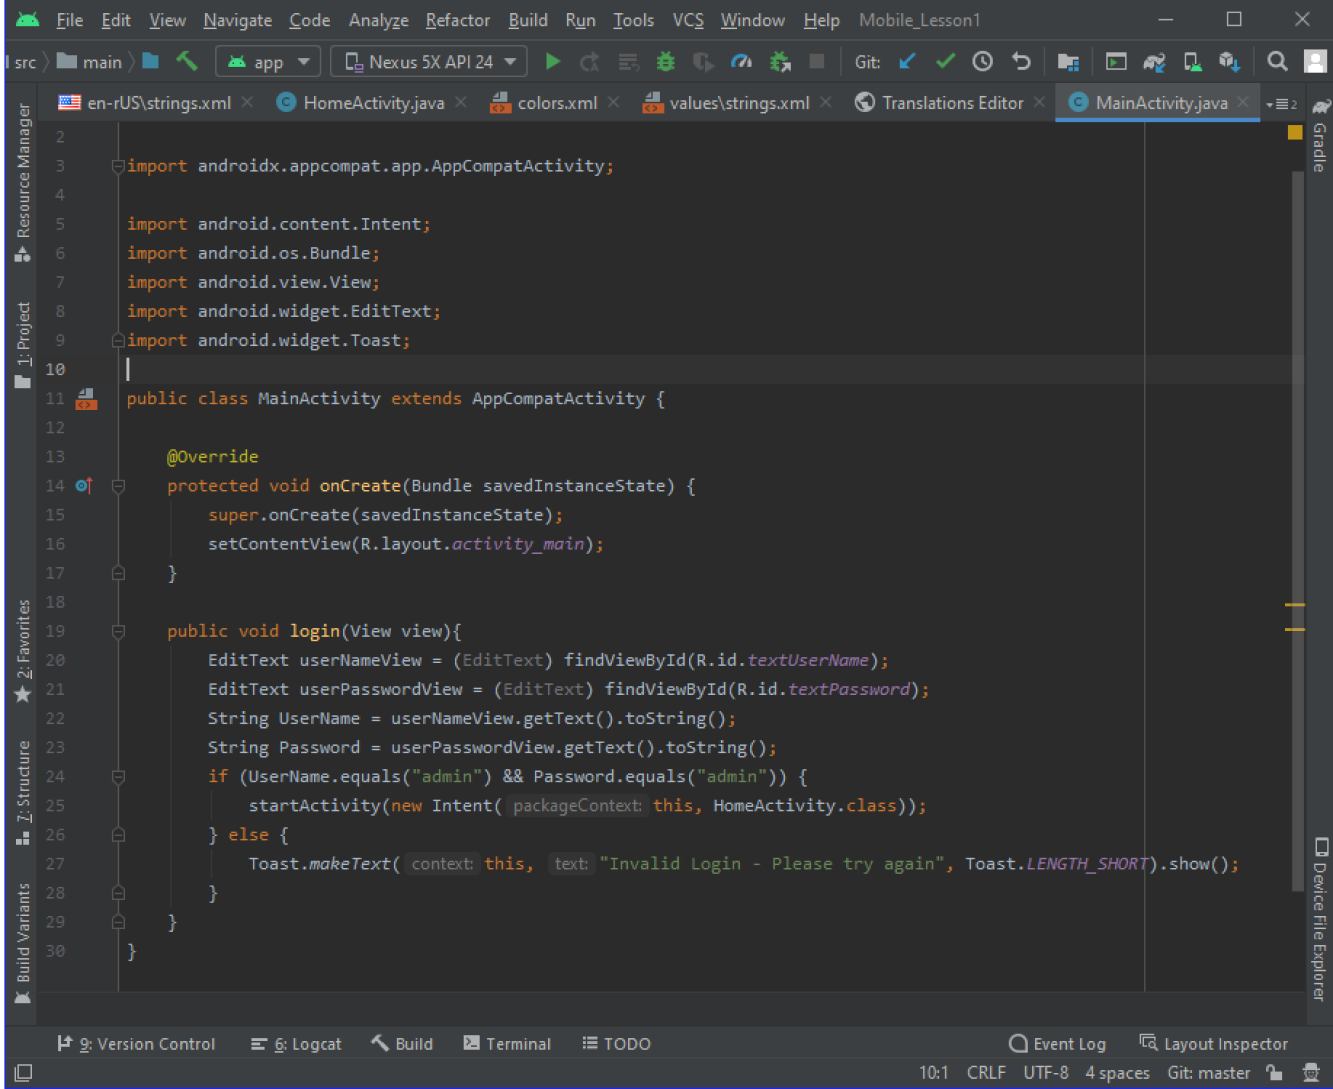 File Edit View Navigate Code Analyze Refactor Build Run Tools VCS Window Help Mobile_Lesson1
src main app Nexus 5X API 24 Git:
en-rUS\strings.xml HomeActivity.java colors.xml values\strings.xml Translations Editor MainActivity.java 2
Resource Manager
1: Project
2: Favorites
7: Structure
Build Variants
2
3 import androidx.appcompat.app.AppCompatActivity;
4
5 import android.content.Intent;
6 import android.os.Bundle;
7 import android.view.View;
8 import android.widget.EditText;
9 import android.widget.Toast;
10
11 public class MainActivity extends AppCompatActivity {
12
13 @Override
14 protected void onCreate(Bundle savedInstanceState) {
15 super.onCreate(savedInstanceState);
16 setContentView(R.layout.activity_main);
17 }
18
19 public void login(View view){
20 EditText userNameView = (EditText) findViewById(R.id.textUserName);
21 EditText userPasswordView = (EditText) findViewById(R.id.textPassword);
22 String UserName = userNameView.getText().toString();
23 String Password = userPasswordView.getText().toString();
24 if (UserName.equals("admin") && Password.equals("admin")) {
25 startActivity(new Intent( packageContext: this, HomeActivity.class));
26 } else {
27 Toast.makeText( context: this, text: "Invalid Login - Please try again", Toast.LENGTH_SHORT).show();
28 }
29 }
30 }
Gradle
Device File Explorer
9: Version Control 6: Logcat Build Terminal TODO Event Log Layout Inspector
10:1 CRLF UTF-8 4 spaces Git: master